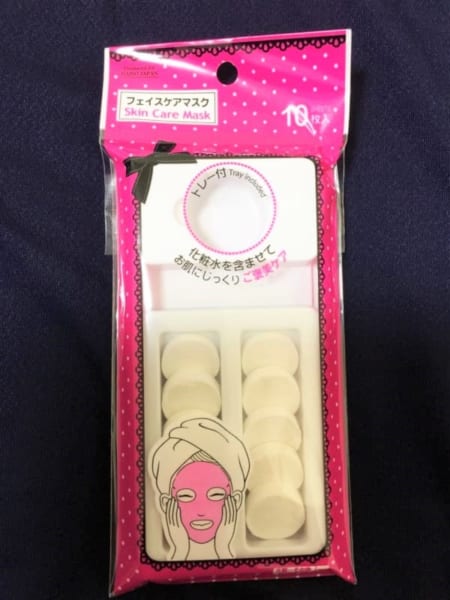 フェイスケアマスク
Skin Care Mask
10枚入
トレー付 Tray included
化粧水を含ませて
お肌にじっくりご褒美ケア